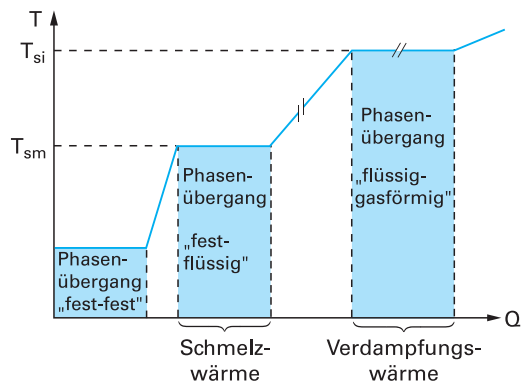 T
T_si
T_sm
Phasen-
übergang
„fest-fest"
Phasen-
übergang
„fest-
flüssig"
Phasen-
übergang
„flüssig-
gasförmig"
Q
Schmelz-
wärme
Verdampfungs-
wärme